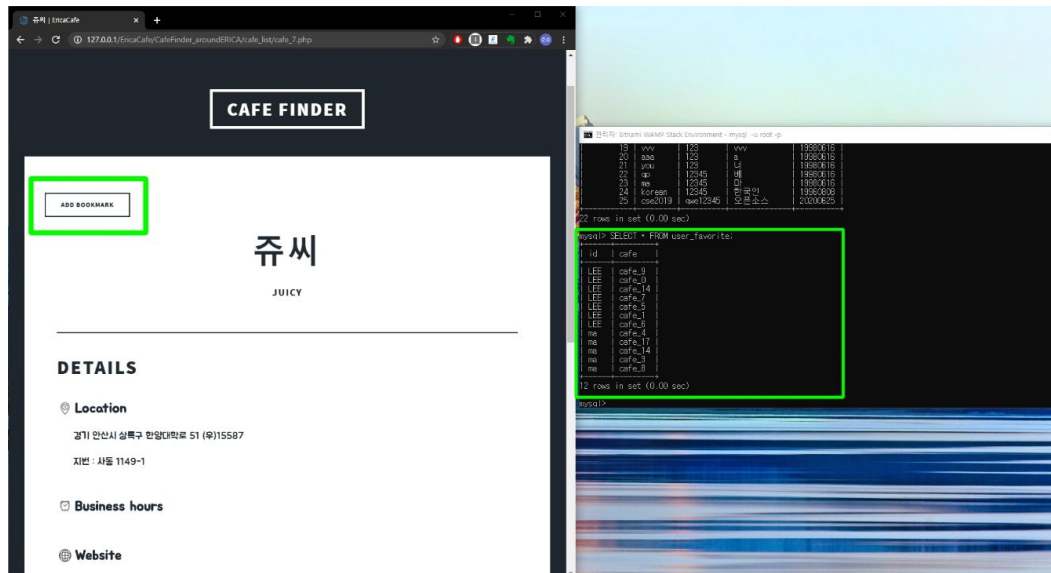 쥬씨 | EricaCafe
127.0.0.1/EricaCafe/CafeFinder_aroundERICA/cafe_list/cafe_7.php
CAFE FINDER
ADD BOOKMARK
쥬씨
JUICY
DETAILS
Location
경기 안산시 상록구 한양대학로 51 (우)15587
지번 : 사동 1149-1
Business hours
Website
관리자: Bitnami WAMP Stack Environment - mysql -u root -p
| 19 | vvv | 123 | vvv | 19980616 |
| 20 | aaa | 123 | a | 19980616 |
| 21 | you | 123 | 너 | 19980616 |
| 22 | qp | 12345 | 베 | 19980616 |
| 23 | ma | 12345 | 마 | 19980616 |
| 24 | korean | 12345 | 한국인 | 19960806 |
| 25 | cse2019 | qwe12345 | 오픈소스 | 20200625 |
22 rows in set (0.00 sec)
mysql> SELECT * FROM user_favorite;
| id | cafe |
| LEE | cafe_9 |
| LEE | cafe_0 |
| LEE | cafe_14 |
| LEE | cafe_7 |
| LEE | cafe_5 |
| LEE | cafe_1 |
| LEE | cafe_6 |
| ma | cafe_4 |
| ma | cafe_17 |
| ma | cafe_14 |
| ma | cafe_3 |
| ma | cafe_8 |
12 rows in set (0.00 sec)
mysql>